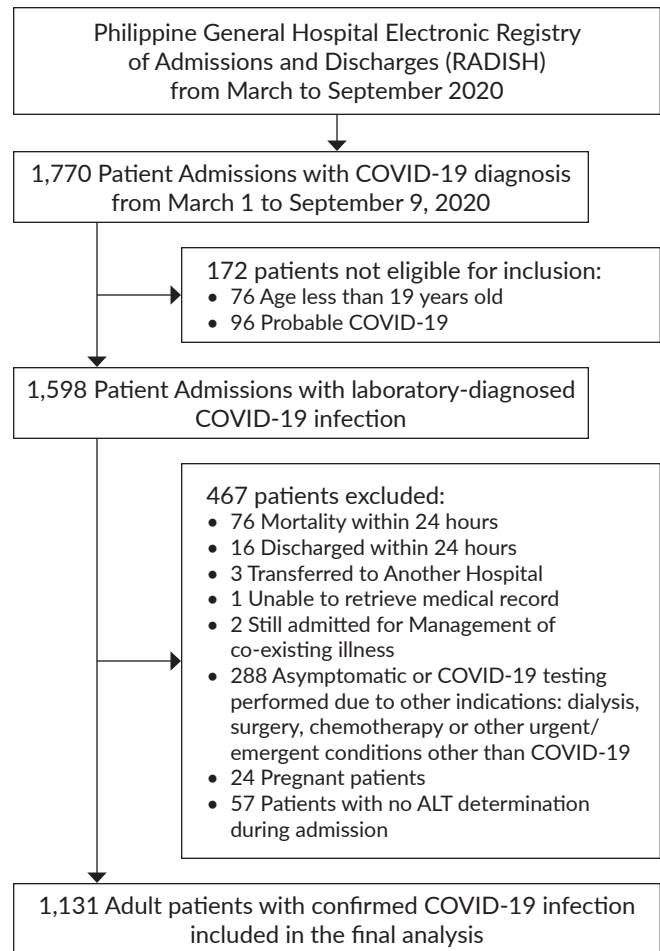 Philippine General Hospital Electronic Registry
of Admissions and Discharges (RADISH)
from March to September 2020
1,770 Patient Admissions with COVID-19 diagnosis
from March 1 to September 9, 2020
172 patients not eligible for inclusion:
• 76 Age less than 19 years old
• 96 Probable COVID-19
1,598 Patient Admissions with laboratory-diagnosed
COVID-19 infection
467 patients excluded:
• 76 Mortality within 24 hours
• 16 Discharged within 24 hours
• 3 Transferred to Another Hospital
• 1 Unable to retrieve medical record
• 2 Still admitted for Management of
co-existing illness
• 288 Asymptomatic or COVID-19 testing
performed due to other indications: dialysis,
surgery, chemotherapy or other urgent/
emergent conditions other than COVID-19
• 24 Pregnant patients
• 57 Patients with no ALT determination
during admission
1,131 Adult patients with confirmed COVID-19 infection
included in the final analysis